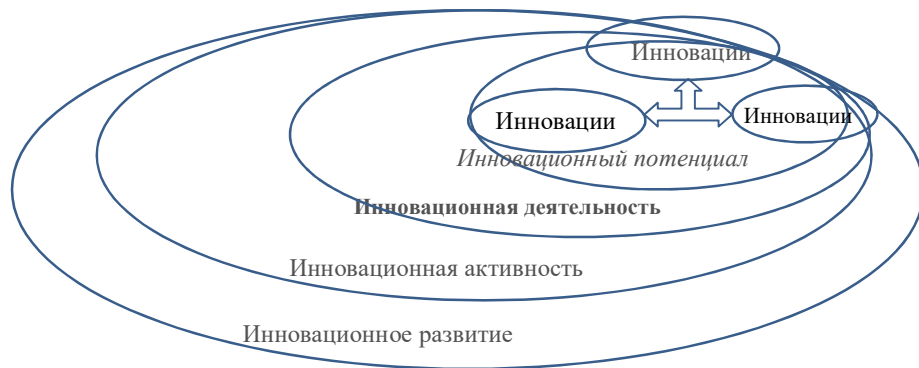 Инновации
Инновации
Инновации
Инновационный потенциал
Инновационная деятельность
Инновационная активность
Инновационное развитие